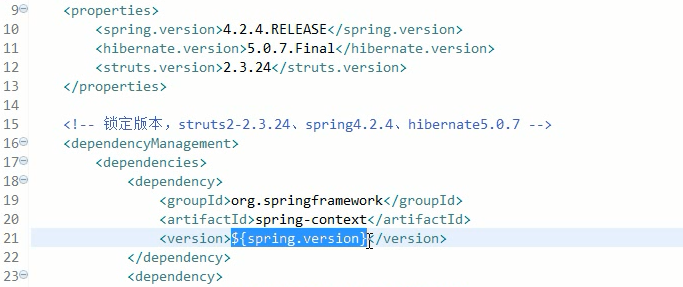 9 <properties>
10 <spring.version>4.2.4.RELEASE</spring.version>
11 <hibernate.version>5.0.7.Final</hibernate.version>
12 <struts.version>2.3.24</struts.version>
13 </properties>
14
15 <!-- 锁定版本，struts2-2.3.24、spring4.2.4、hibernate5.0.7 -->
16 <dependencyManagement>
17 <dependencies>
18 <dependency>
19 <groupId>org.springframework</groupId>
20 <artifactId>spring-context</artifactId>
21 <version>${spring.version}</version>
22 </dependency>
23 <dependency>